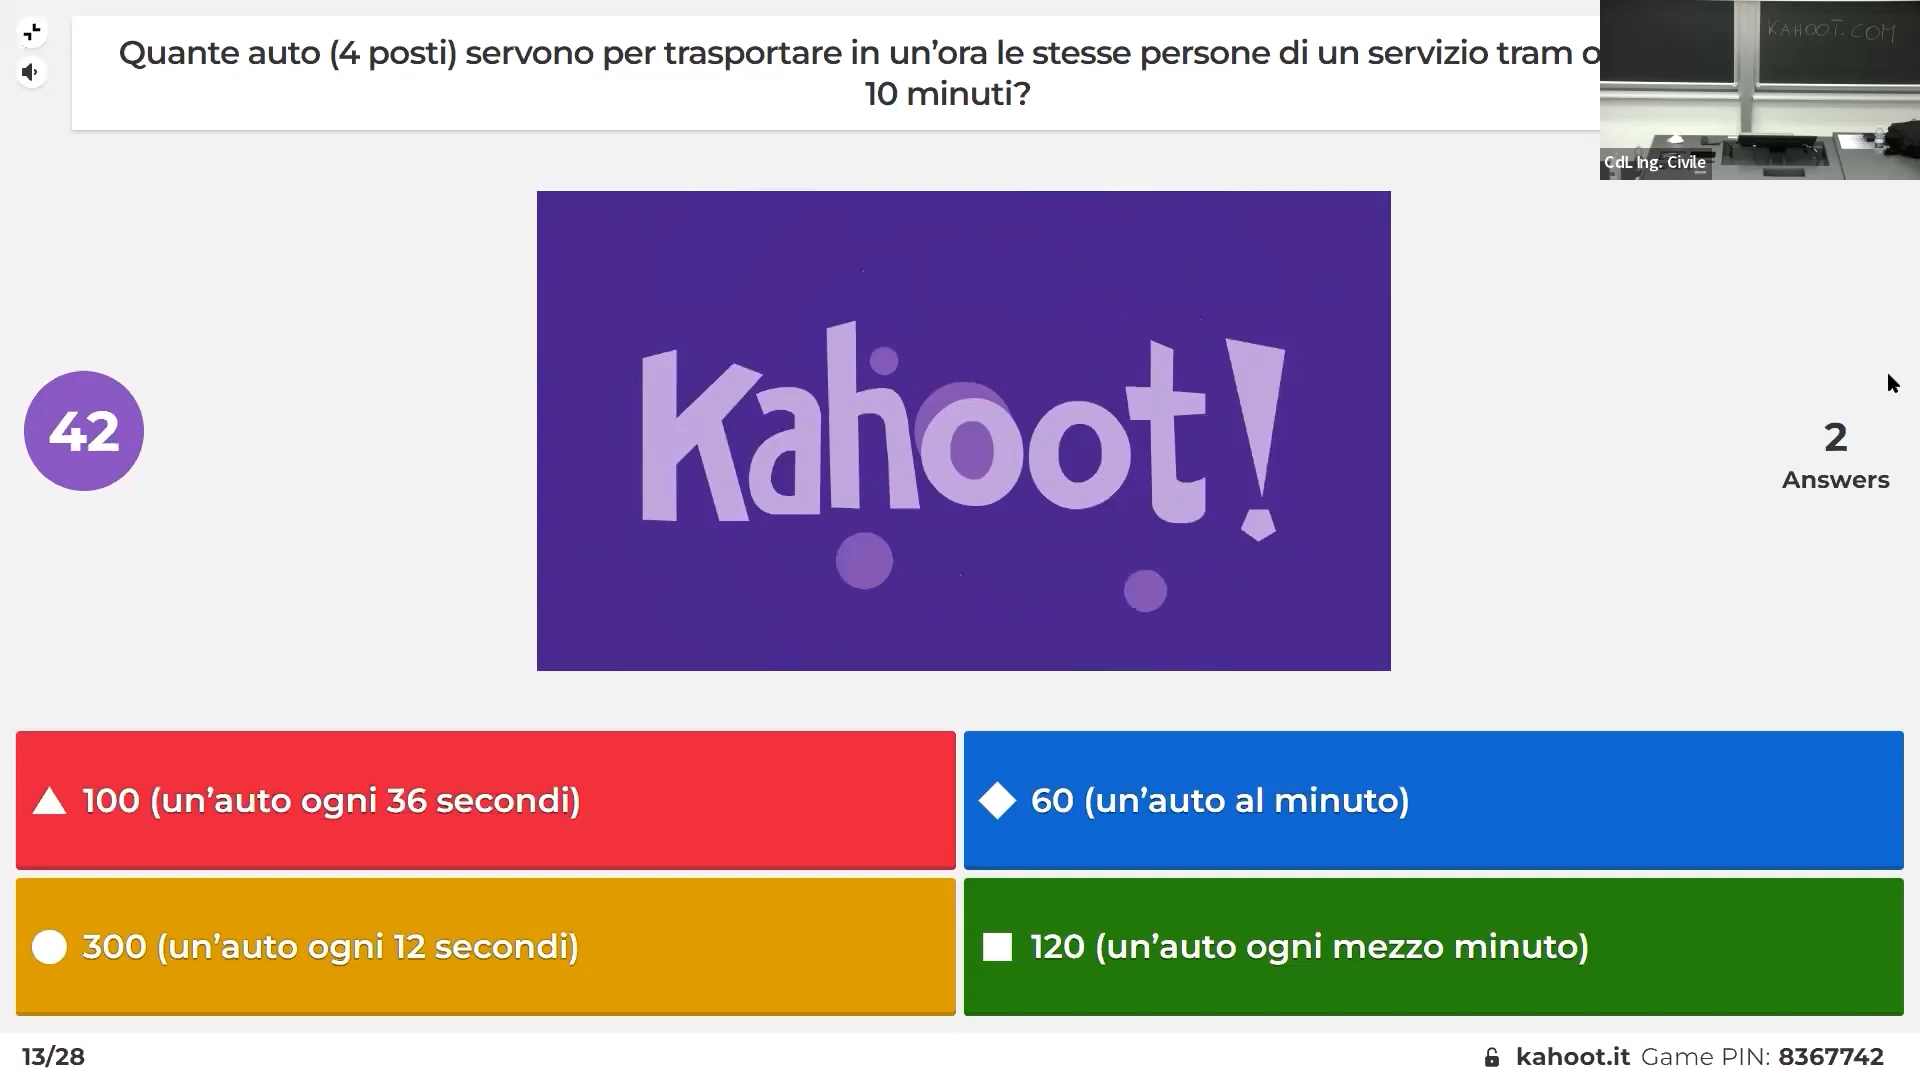 Quante auto (4 posti) servono per trasportare in un’ora le stesse persone di un servizio tram
10 minuti?
KAHOOT.COM
CdL Ing. Civile
Kahoot!
42
2
Answers
100 (un’auto ogni 36 secondi)
60 (un’auto al minuto)
300 (un’auto ogni 12 secondi)
120 (un’auto ogni mezzo minuto)
13/28
kahoot.it Game PIN: 8367742